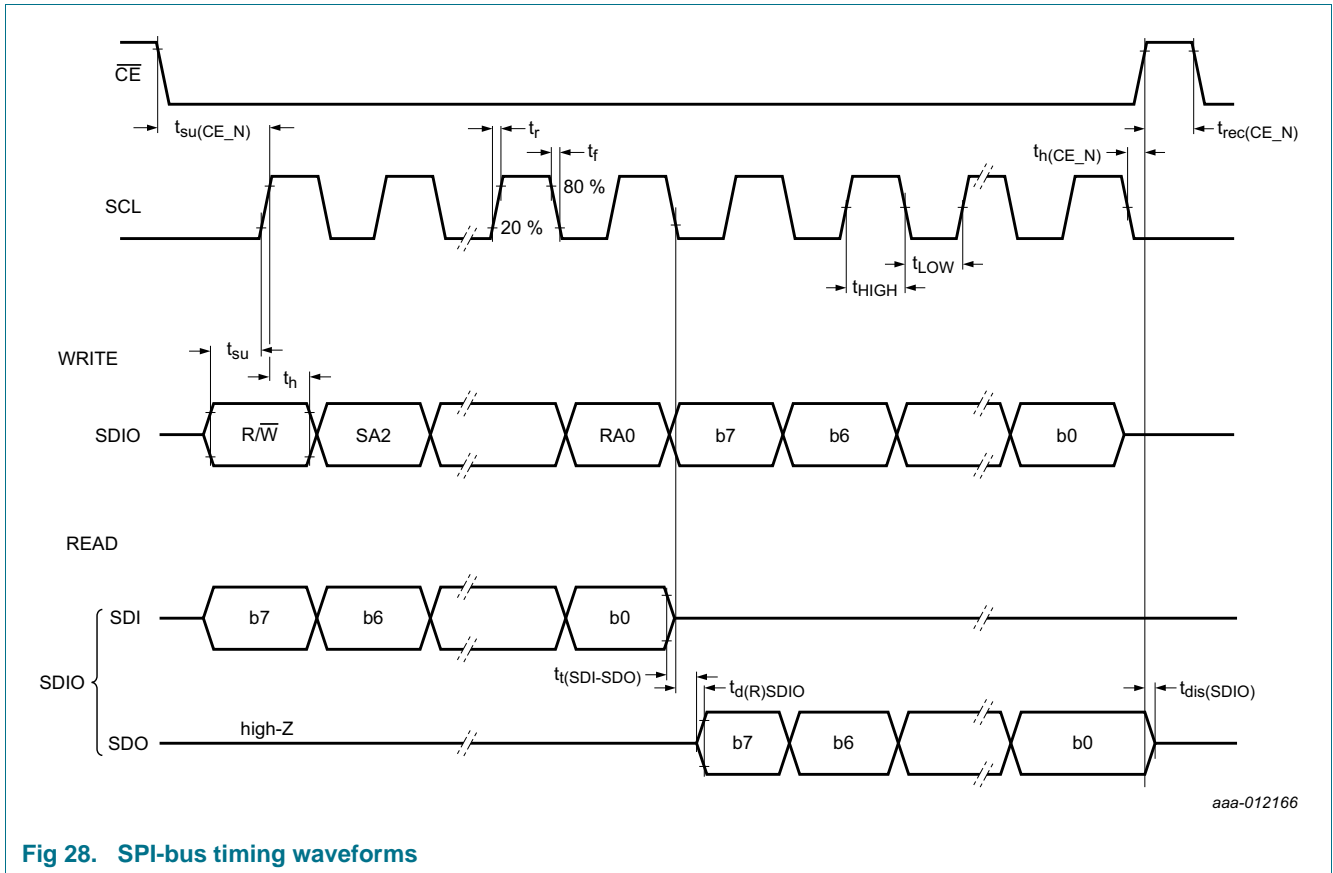 CE
tsu(CE_N)
tr
tf
th(CE_N)
trec(CE_N)
SCL
80 %
20 %
tLOW
tHIGH
WRITE
tsu
th
SDIO
R/W
SA2
RA0
b7
b6
b0
READ
SDI
b7
b6
b0
SDIO
tt(SDI-SDO)
td(R)SDIO
tdis(SDIO)
SDO
high-Z
b7
b6
b0
aaa-012166
Fig 28. SPI-bus timing waveforms